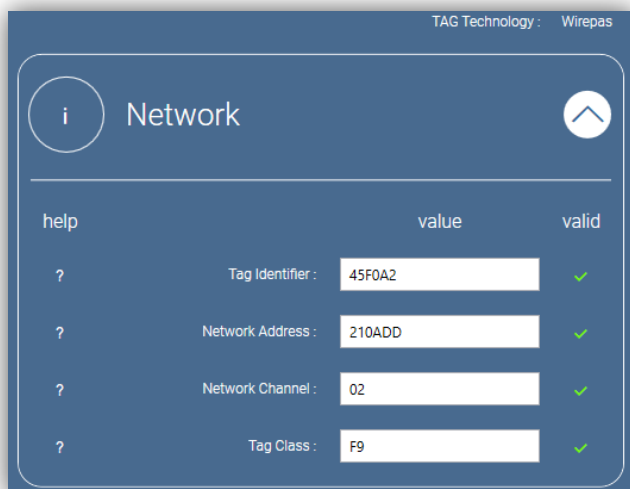 TAG Technology : Wirepas
i Network
help value valid
? Tag Identifier : 45F0A2
? Network Address : 210ADD
? Network Channel : 02
? Tag Class : F9